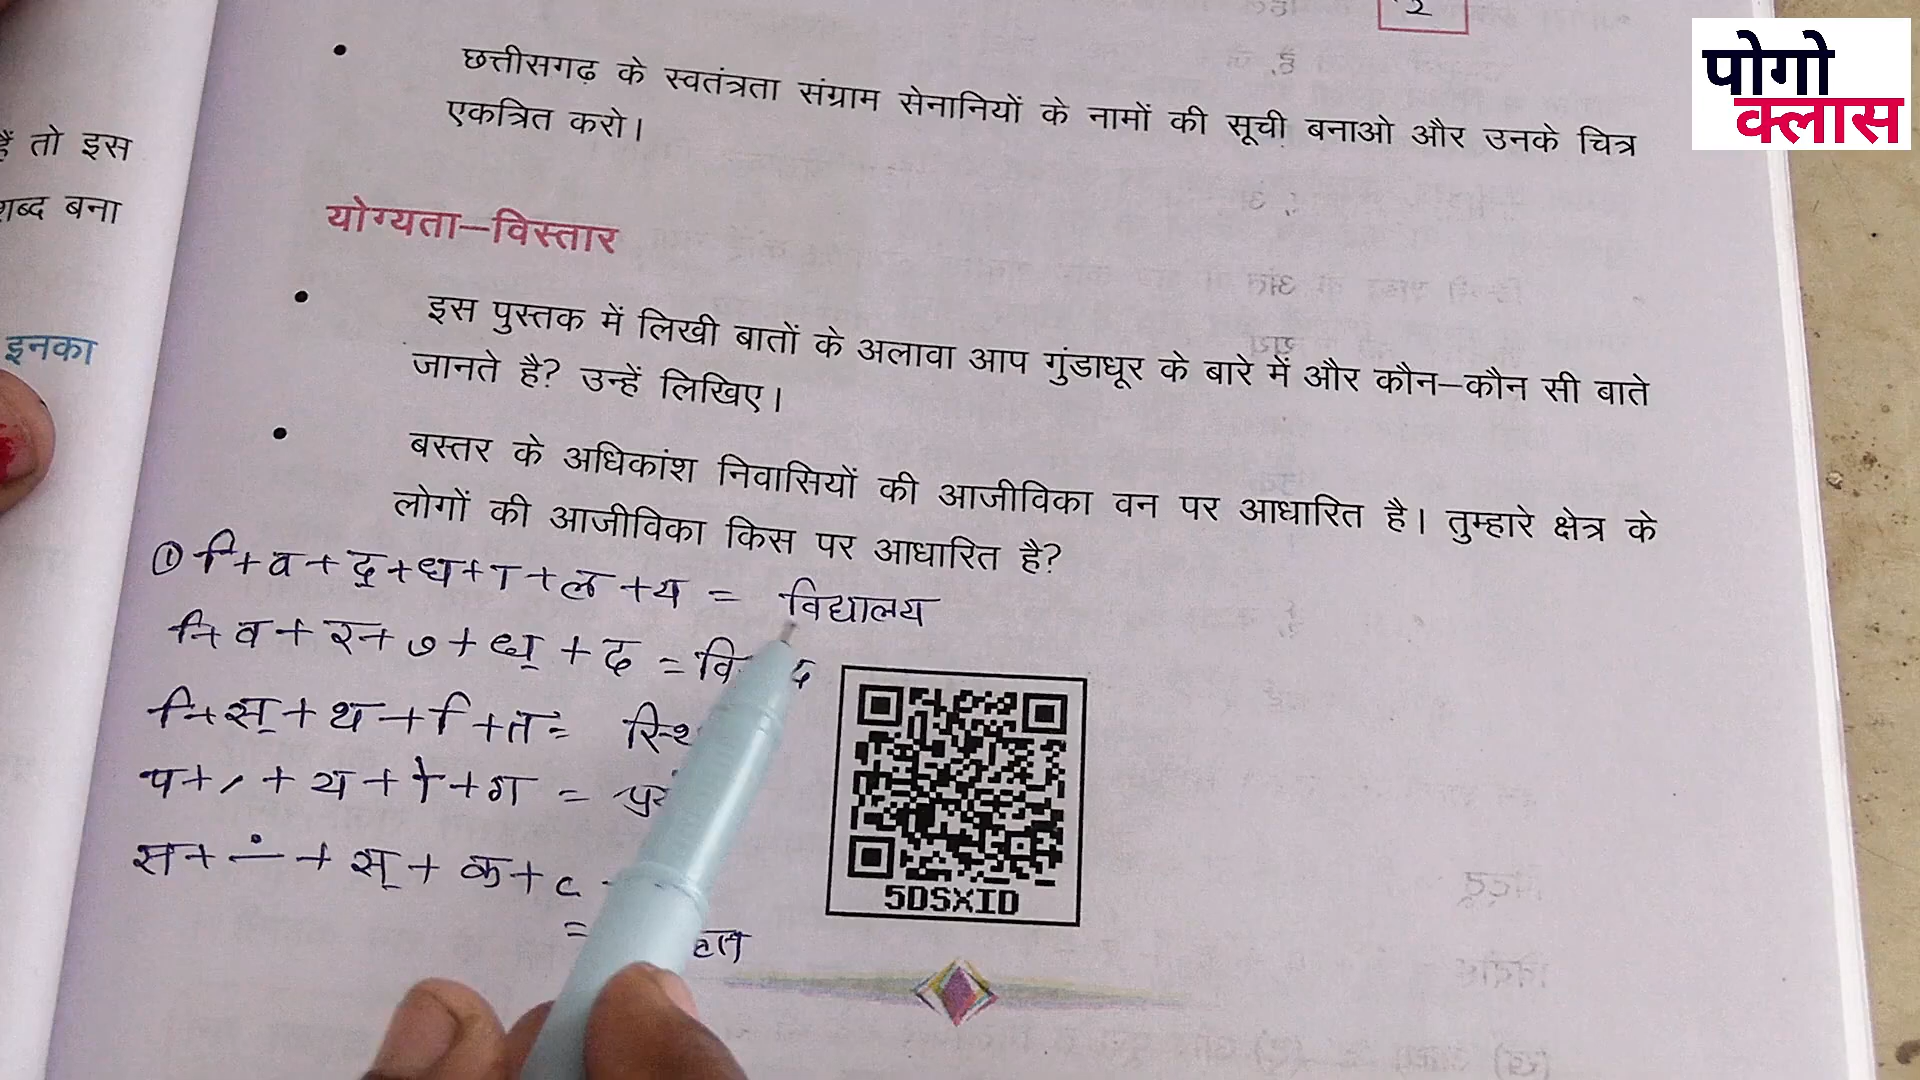 2
• छत्तीसगढ़ के स्वतंत्रता संग्राम सेनानियों के नामों की सूची बनाओ और उनके चित्र
एकत्रित करो।
पोगो
क्लास
हैं तो इस
शब्द बना
इनका
योग्यता–विस्तार
• इस पुस्तक में लिखी बातों के अलावा आप गुंडाधूर के बारे में और कौन–कौन सी बाते
जानते है? उन्हें लिखिए।
• बस्तर के अधिकांश निवासियों की आजीविका वन पर आधारित है। तुम्हारे क्षेत्र के
लोगों की आजीविका किस पर आधारित है?
① ि+व+द्+ध+ा+ल+य = विद्यालय
ि+व+र+ु+ध्+द =
ि+स्+थ+ि+त=
प+्र+य+ो+ग =
स+ं+स्+क+ृ
=
5DSXID